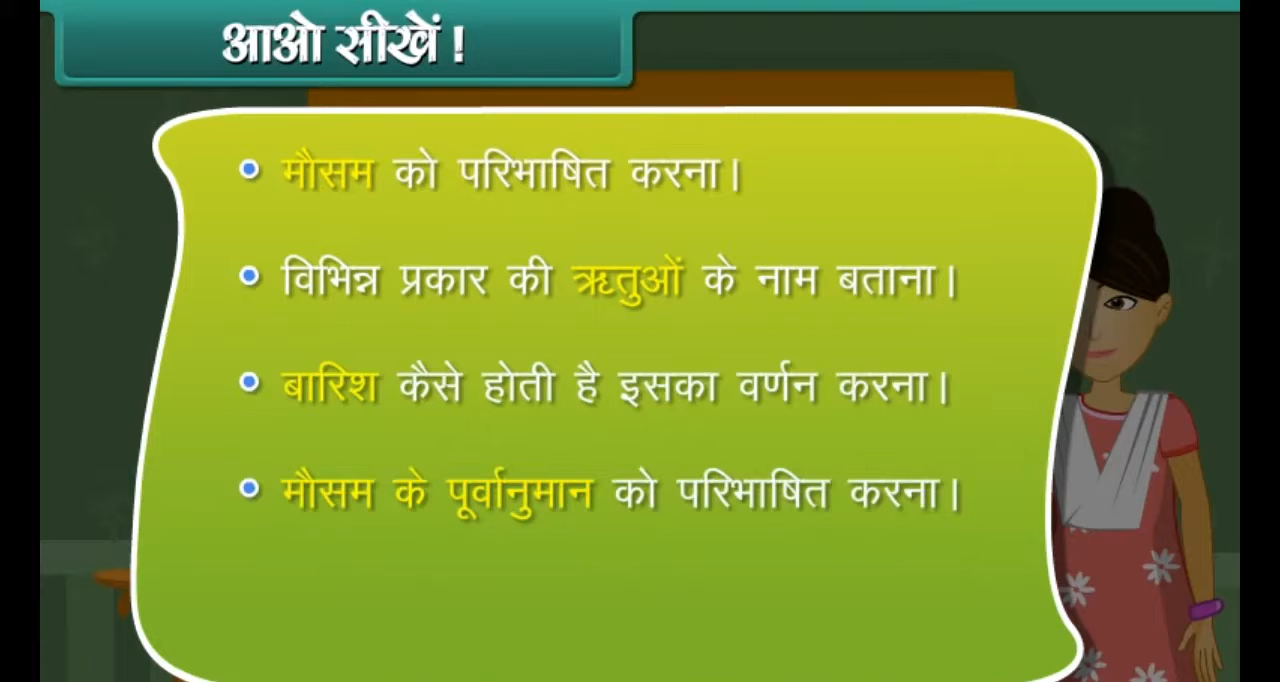 आओ सीखें!
मौसम को परिभाषित करना।
विभिन्न प्रकार की ऋतुओं के नाम बताना।
बारिश कैसे होती है इसका वर्णन करना।
मौसम के पूर्वानुमान को परिभाषित करना।